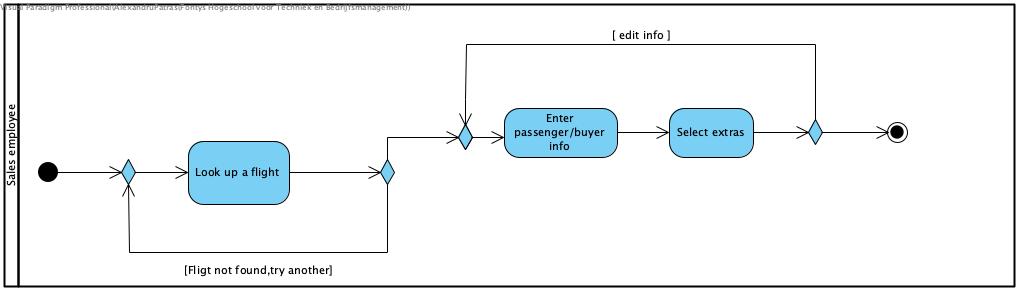 Visual Paradigm Professional(AlexandruPatras(Fontys Hogeschool voor Techniek en Bedrijfsmanagement))
[ edit info ]
Sales employee
Enter
passenger/buyer
info
Select extras
Look up a flight
[Fligt not found,try another]